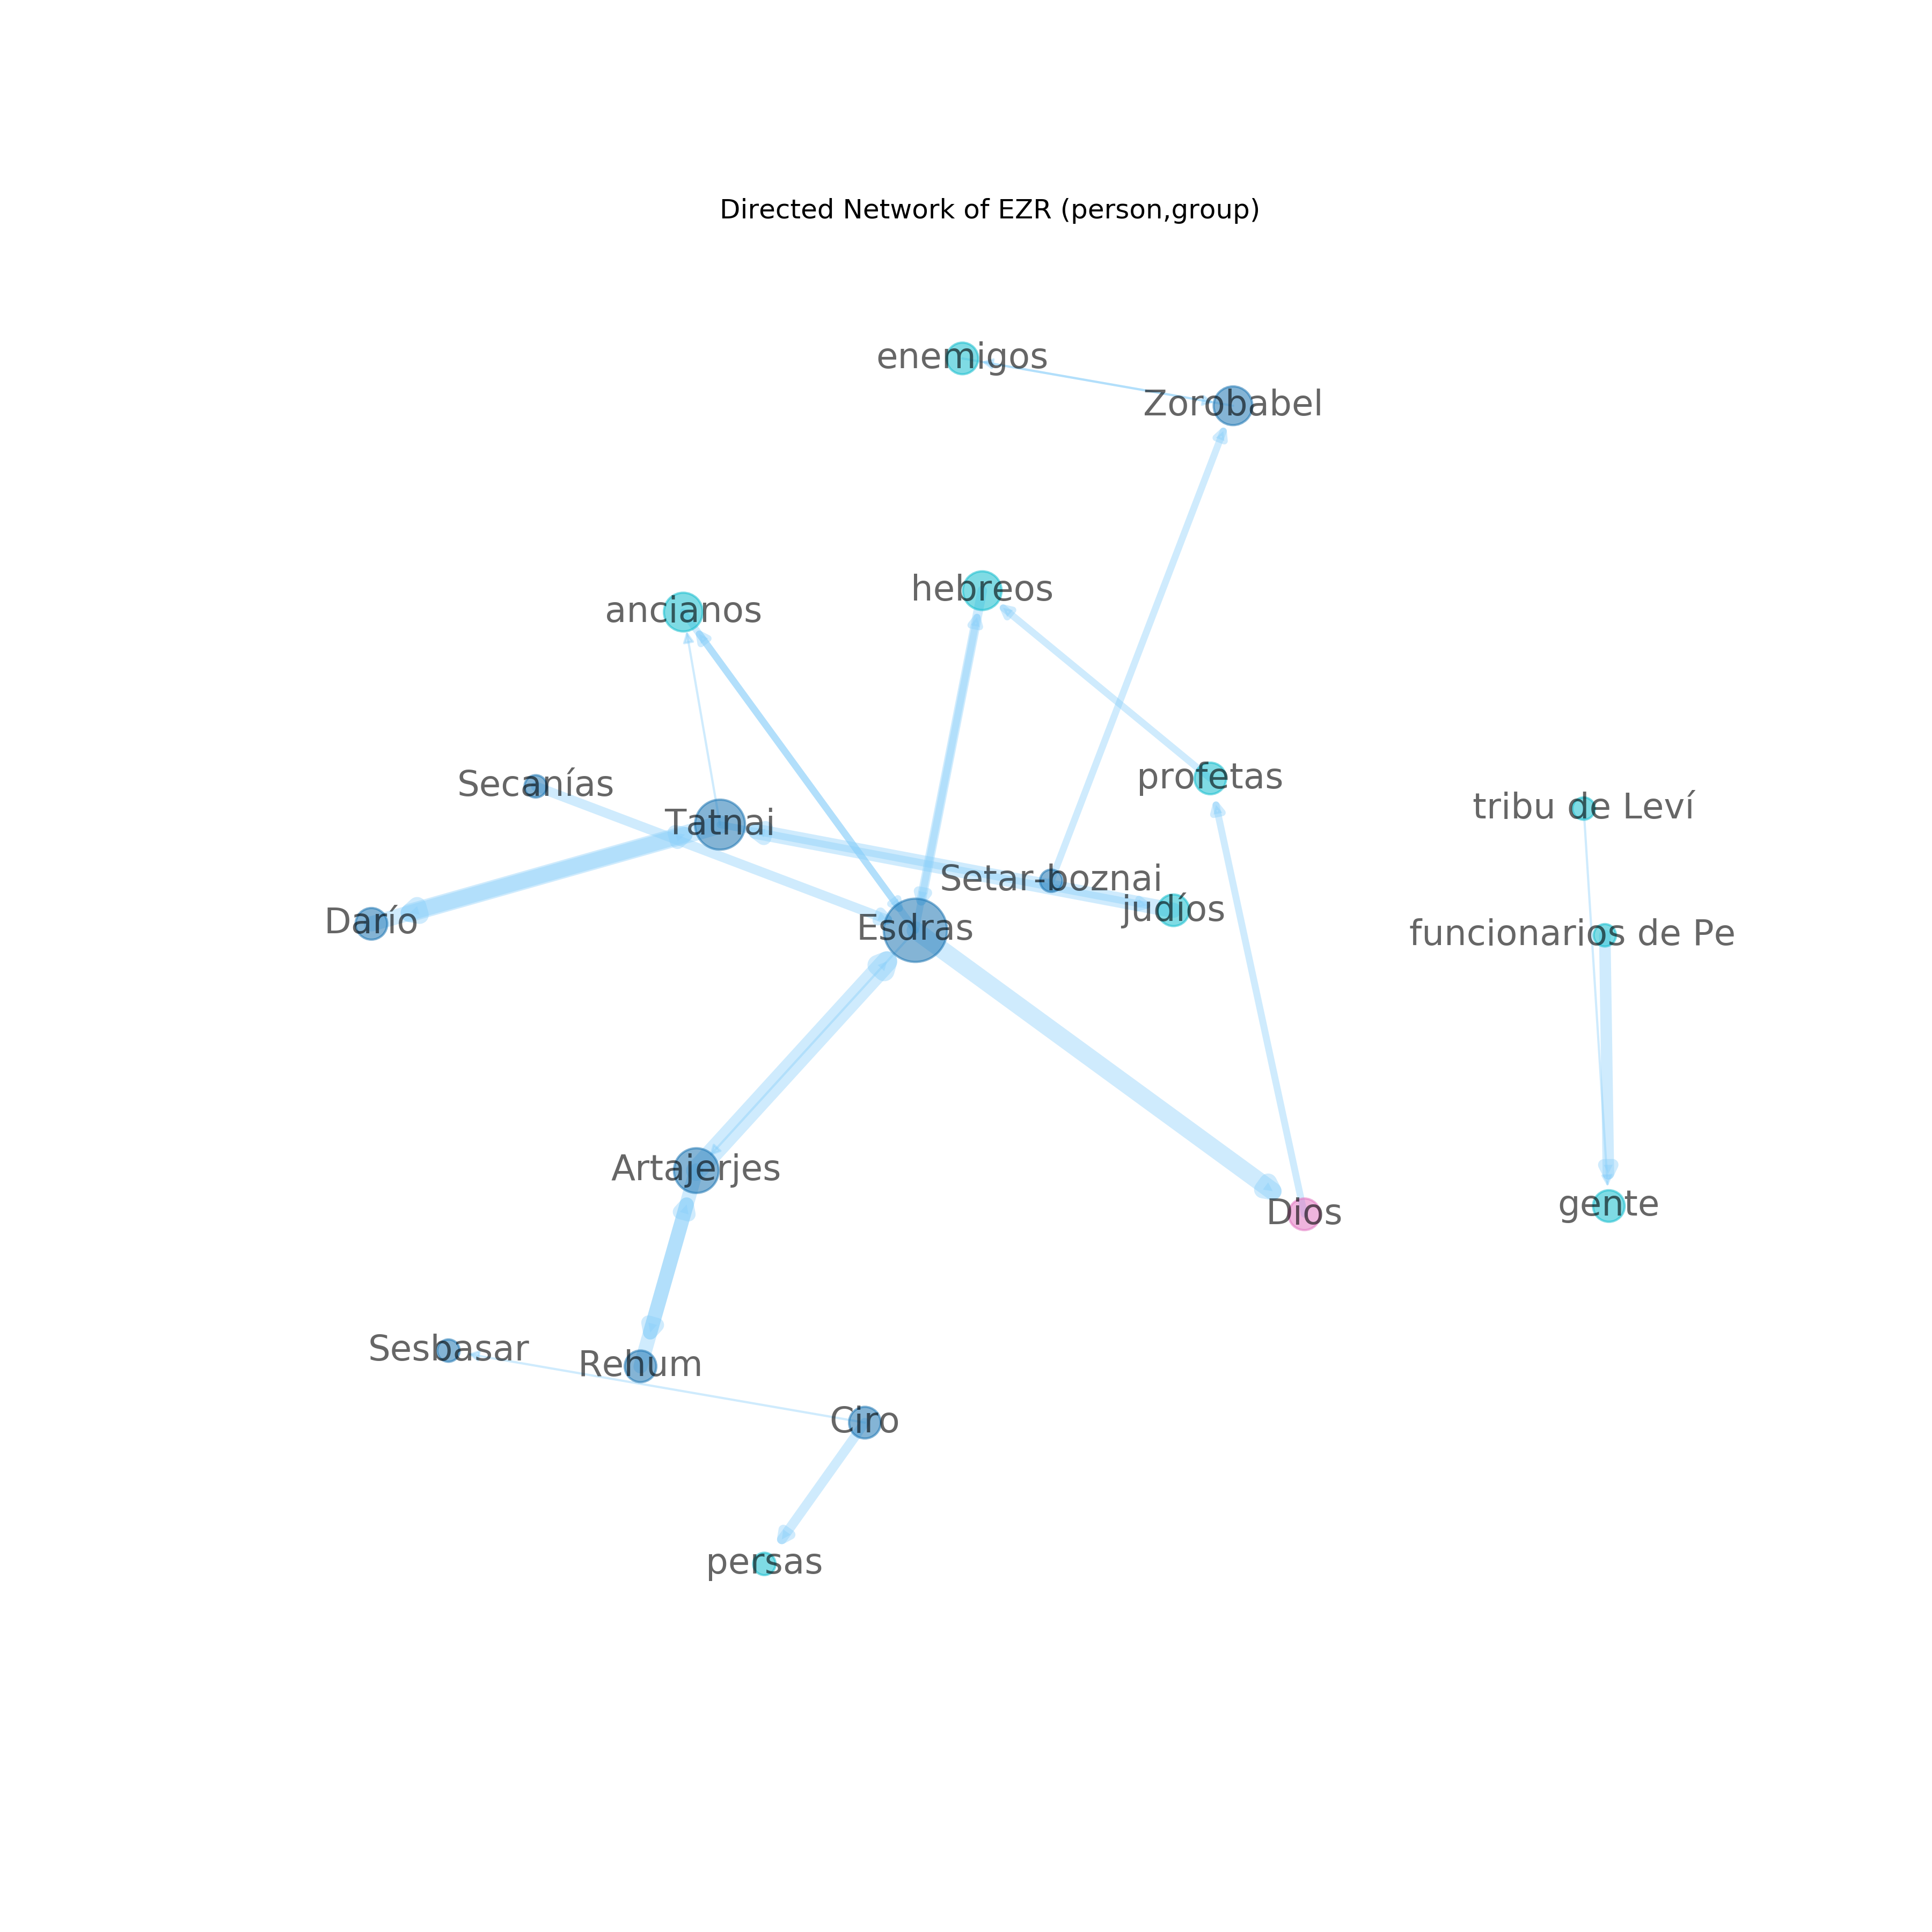 Directed Network of EZR (person,group)
enemigos
Zorobabel
hebreos
ancianos
profetas
Secanías
tribu de Leví
Tatnai
Setar-boznai
judíos
Darío
Esdras
funcionarios de Pe
Artajerjes
gente
Dios
Sesbasar
Rehum
Ciro
persas